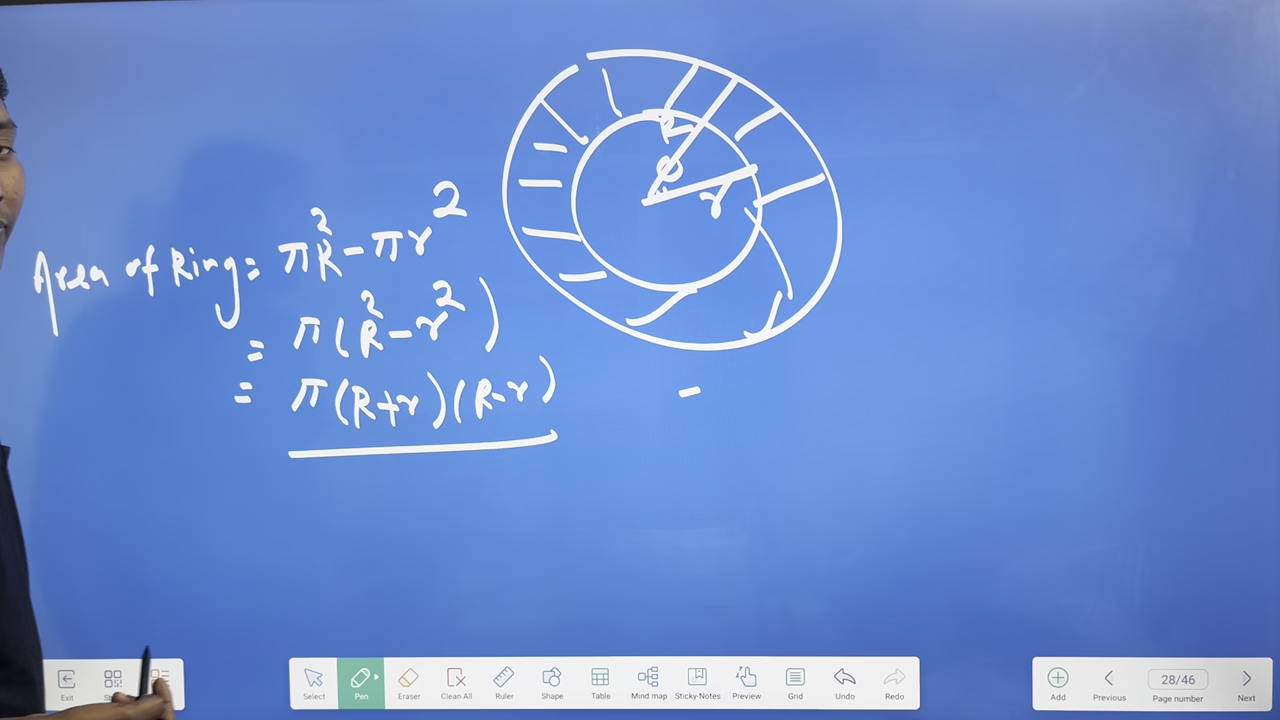 Area of Ring = πR² - πr²
= π(R² - r²)
= π(R+r)(R-r)
R
r
-
Exit
Select
Pen
Eraser
Clean All
Ruler
Shape
Table
Mind map
Sticky-Notes
Preview
Grid
Undo
Redo
Add
Previous
28/46
Page number
Next